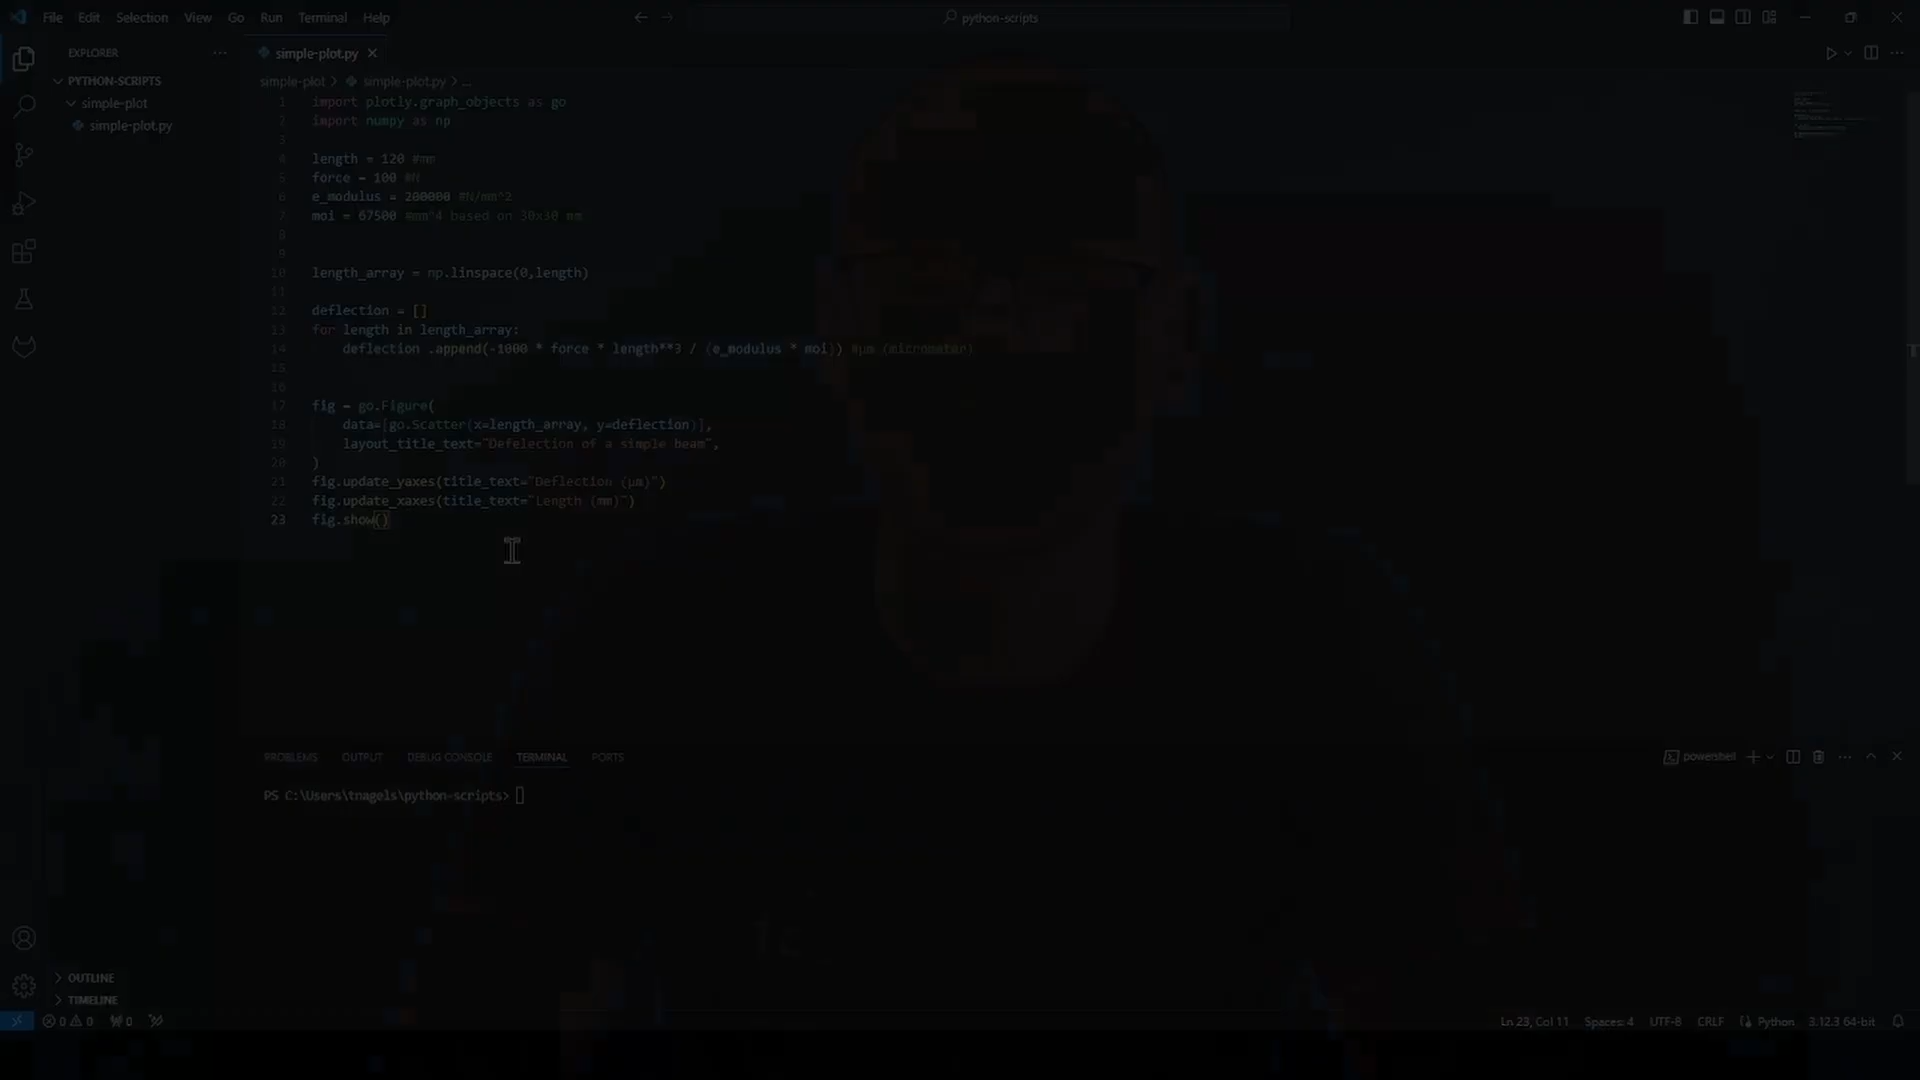 File Edit Selection View Go Run Terminal Help
python-scripts
EXPLORER
simple-plot.py
PYTHON-SCRIPTS
simple-plot
simple-plot.py
simple-plot > simple-plot.py > ...
1 import plotly.graph_objects as go
2 import numpy as np
3
4 length = 120 #mm
5 force = 100 #N
6 e_modulus = 200000 #N/mm^2
7 moi = 67500 #mm^4 based on 30x30 mm
8
9
10 length_array = np.linspace(0,length)
11
12 deflection = []
13 for length in length_array:
14 deflection .append(-1000 * force * length**3 / (e_modulus * moi)) #µm (micrometer)
15
16
17 fig = go.Figure(
18 data=[go.Scatter(x=length_array, y=deflection)],
19 layout_title_text="Defelection of a simple beam",
20 )
21 fig.update_yaxes(title_text="Deflection (µm)")
22 fig.update_xaxes(title_text="Length (mm)")
23 fig.show()
PROBLEMS OUTPUT DEBUG CONSOLE TERMINAL PORTS
powershell
PS C:\Users\tnagels\python-scripts>
OUTLINE
TIMELINE
0 0 0
Ln 23, Col 11 Spaces: 4 UTF-8 CRLF Python 3.12.3 64-bit